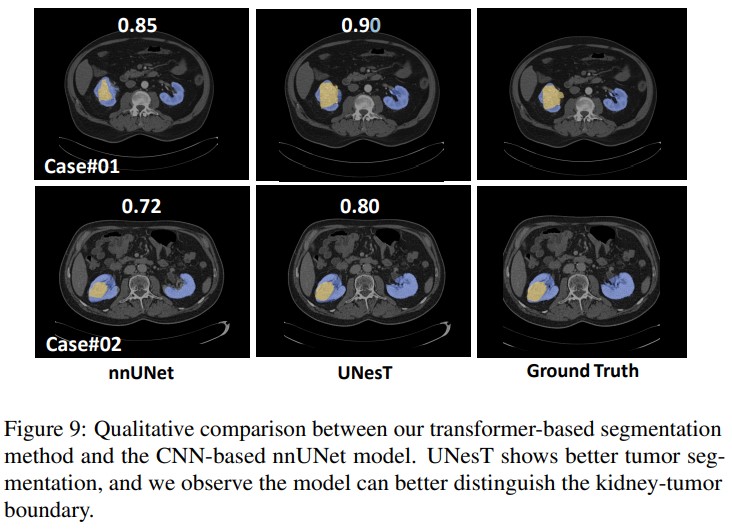 0.85
0.90
Case#01
0.72
0.80
Case#02
nnUNet
UNesT
Ground Truth
Figure 9: Qualitative comparison between our transformer-based segmentation
method and the CNN-based nnUNet model. UNesT shows better tumor seg-
mentation, and we observe the model can better distinguish the kidney-tumor
boundary.